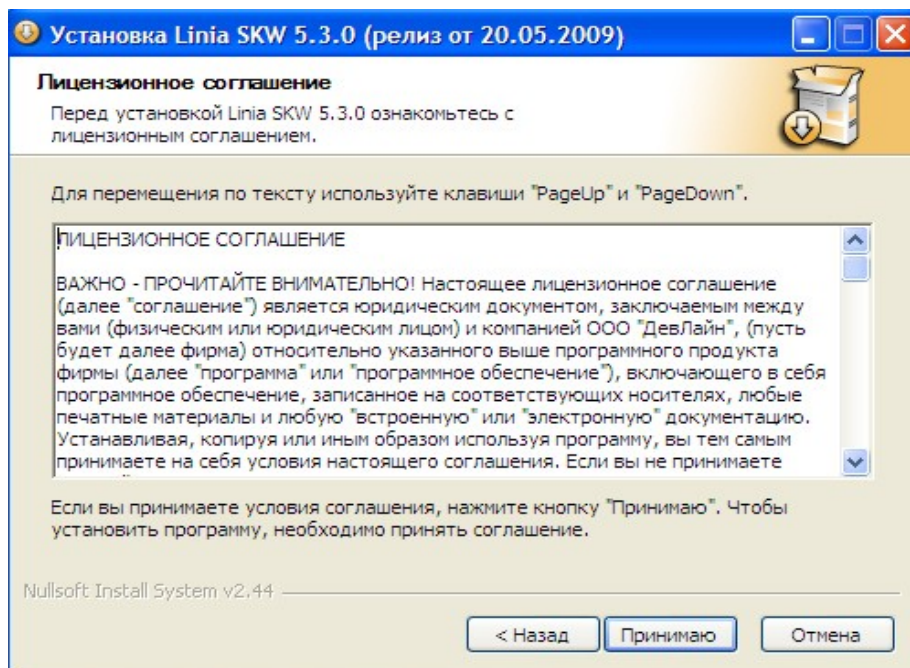 Установка Linia SKW 5.3.0 (релиз от 20.05.2009)
Лицензионное соглашение
Перед установкой Linia SKW 5.3.0 ознакомьтесь с
лицензионным соглашением.
Для перемещения по тексту используйте клавиши "PageUp" и "PageDown".
ЛИЦЕНЗИОННОЕ СОГЛАШЕНИЕ
ВАЖНО - ПРОЧИТАЙТЕ ВНИМАТЕЛЬНО! Настоящее лицензионное соглашение
(далее "соглашение") является юридическим документом, заключаемым между
вами (физическим или юридическим лицом) и компанией ООО "ДевЛайн", (пусть
будет далее фирма) относительно указанного выше программного продукта
фирмы (далее "программа" или "программное обеспечение"), включающего в себя
программное обеспечение, записанное на соответствующих носителях, любые
печатные материалы и любую "встроенную" или "электронную" документацию.
Устанавливая, копируя или иным образом используя программу, вы тем самым
принимаете на себя условия настоящего соглашения. Если вы не принимаете
Если вы принимаете условия соглашения, нажмите кнопку "Принимаю". Чтобы
установить программу, необходимо принять соглашение.
Nullsoft Install System v2.44
< Назад
Принимаю
Отмена